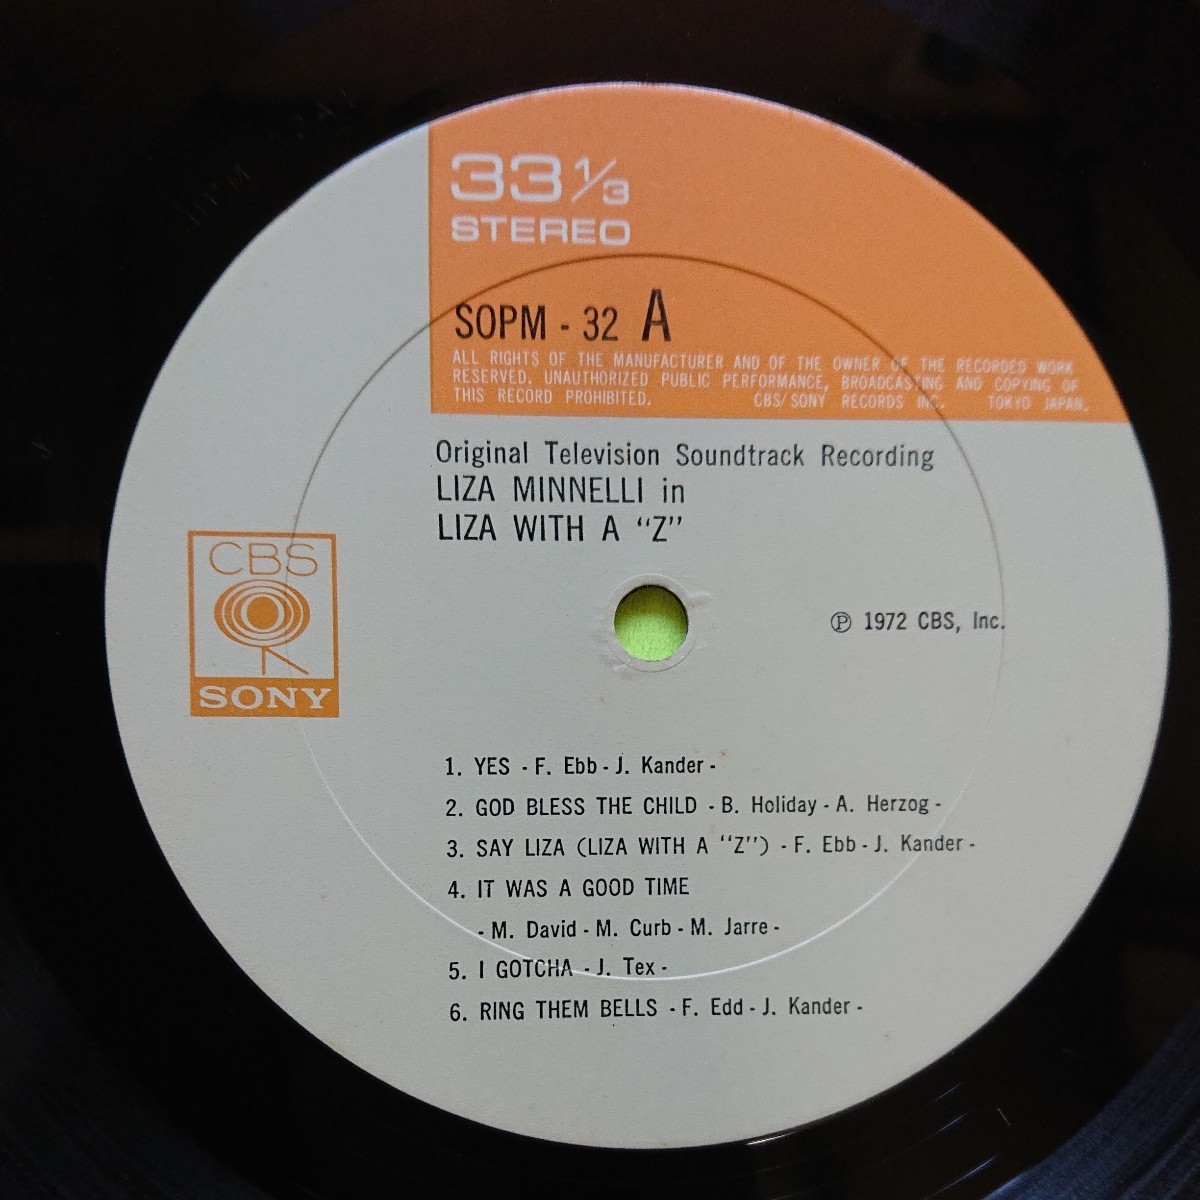 33 1/3
STEREO
SOPM - 32 A
ALL RIGHTS OF THE MANUFACTURER AND OF THE OWNER OF THE RECORDED WORK
RESERVED. UNAUTHORIZED PUBLIC PERFORMANCE, BROADCASTING AND COPYING OF
THIS RECORD PROHIBITED. CBS/SONY RECORDS INC. TOKYO JAPAN.
Original Television Soundtrack Recording
LIZA MINNELLI in
LIZA WITH A “Z”
CBS
SONY
Ⓟ 1972 CBS, Inc.
1. YES - F. Ebb - J. Kander -
2. GOD BLESS THE CHILD - B. Holiday - A. Herzog -
3. SAY LIZA (LIZA WITH A “Z”) - F. Ebb - J. Kander -
4. IT WAS A GOOD TIME
- M. David - M. Curb - M. Jarre -
5. I GOTCHA - J. Tex -
6. RING THEM BELLS - F. Edd - J. Kander -